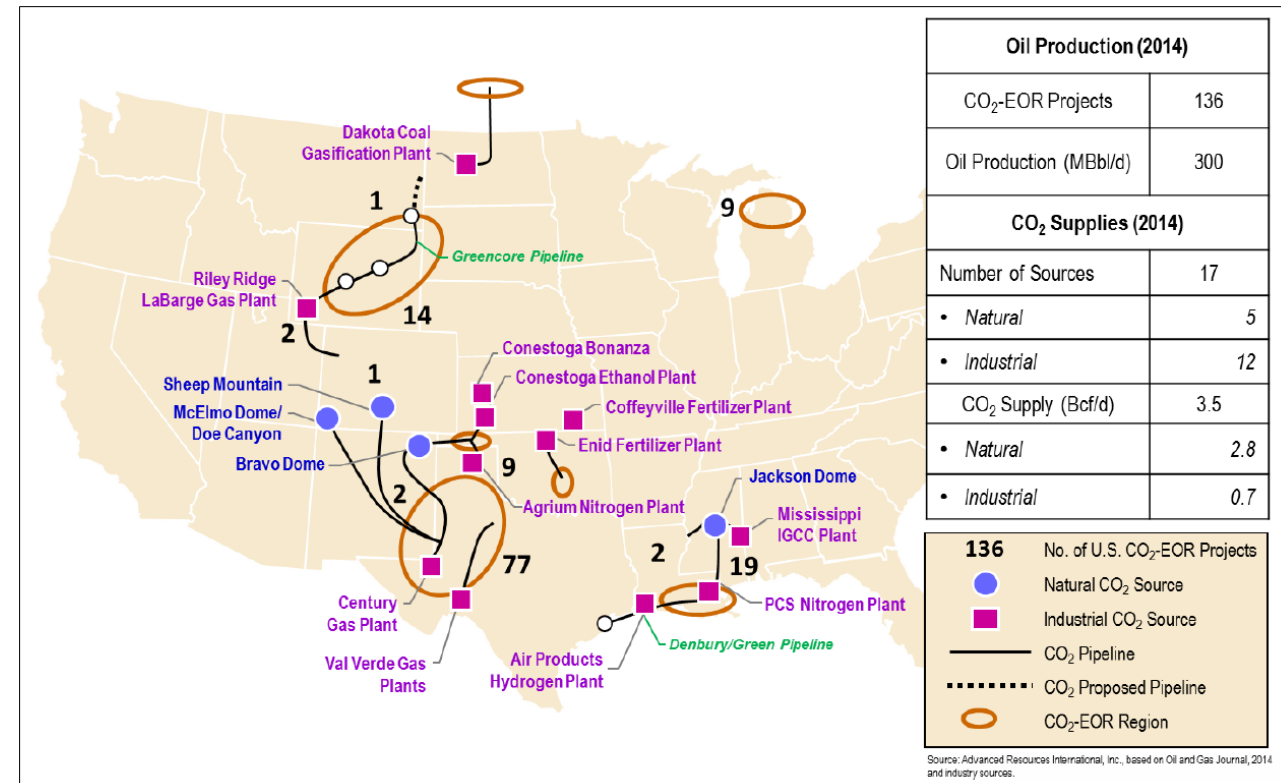 Dakota Coal
Gasification Plant
1
9
Greencore Pipeline
Riley Ridge
LaBarge Gas Plant
14
2
Conestoga Bonanza
1
Conestoga Ethanol Plant
Sheep Mountain
McElmo Dome/
Doe Canyon
Coffeyville Fertilizer Plant
Enid Fertilizer Plant
Bravo Dome
9
2
Agrium Nitrogen Plant
Jackson Dome
Mississippi
IGCC Plant
2
77
19
Century
Gas Plant
PCS Nitrogen Plant
Val Verde Gas
Plants
Air Products
Hydrogen Plant
Denbury/Green Pipeline
Oil Production (2014)
CO₂-EOR Projects 136
Oil Production (MBbl/d) 300
CO₂ Supplies (2014)
Number of Sources 17
• Natural 5
• Industrial 12
CO₂ Supply (Bcf/d) 3.5
• Natural 2.8
• Industrial 0.7
136 No. of U.S. CO₂-EOR Projects
Natural CO₂ Source
Industrial CO₂ Source
CO₂ Pipeline
CO₂ Proposed Pipeline
CO₂-EOR Region
Source: Advanced Resources International, Inc., based on Oil and Gas Journal, 2014
and industry sources.